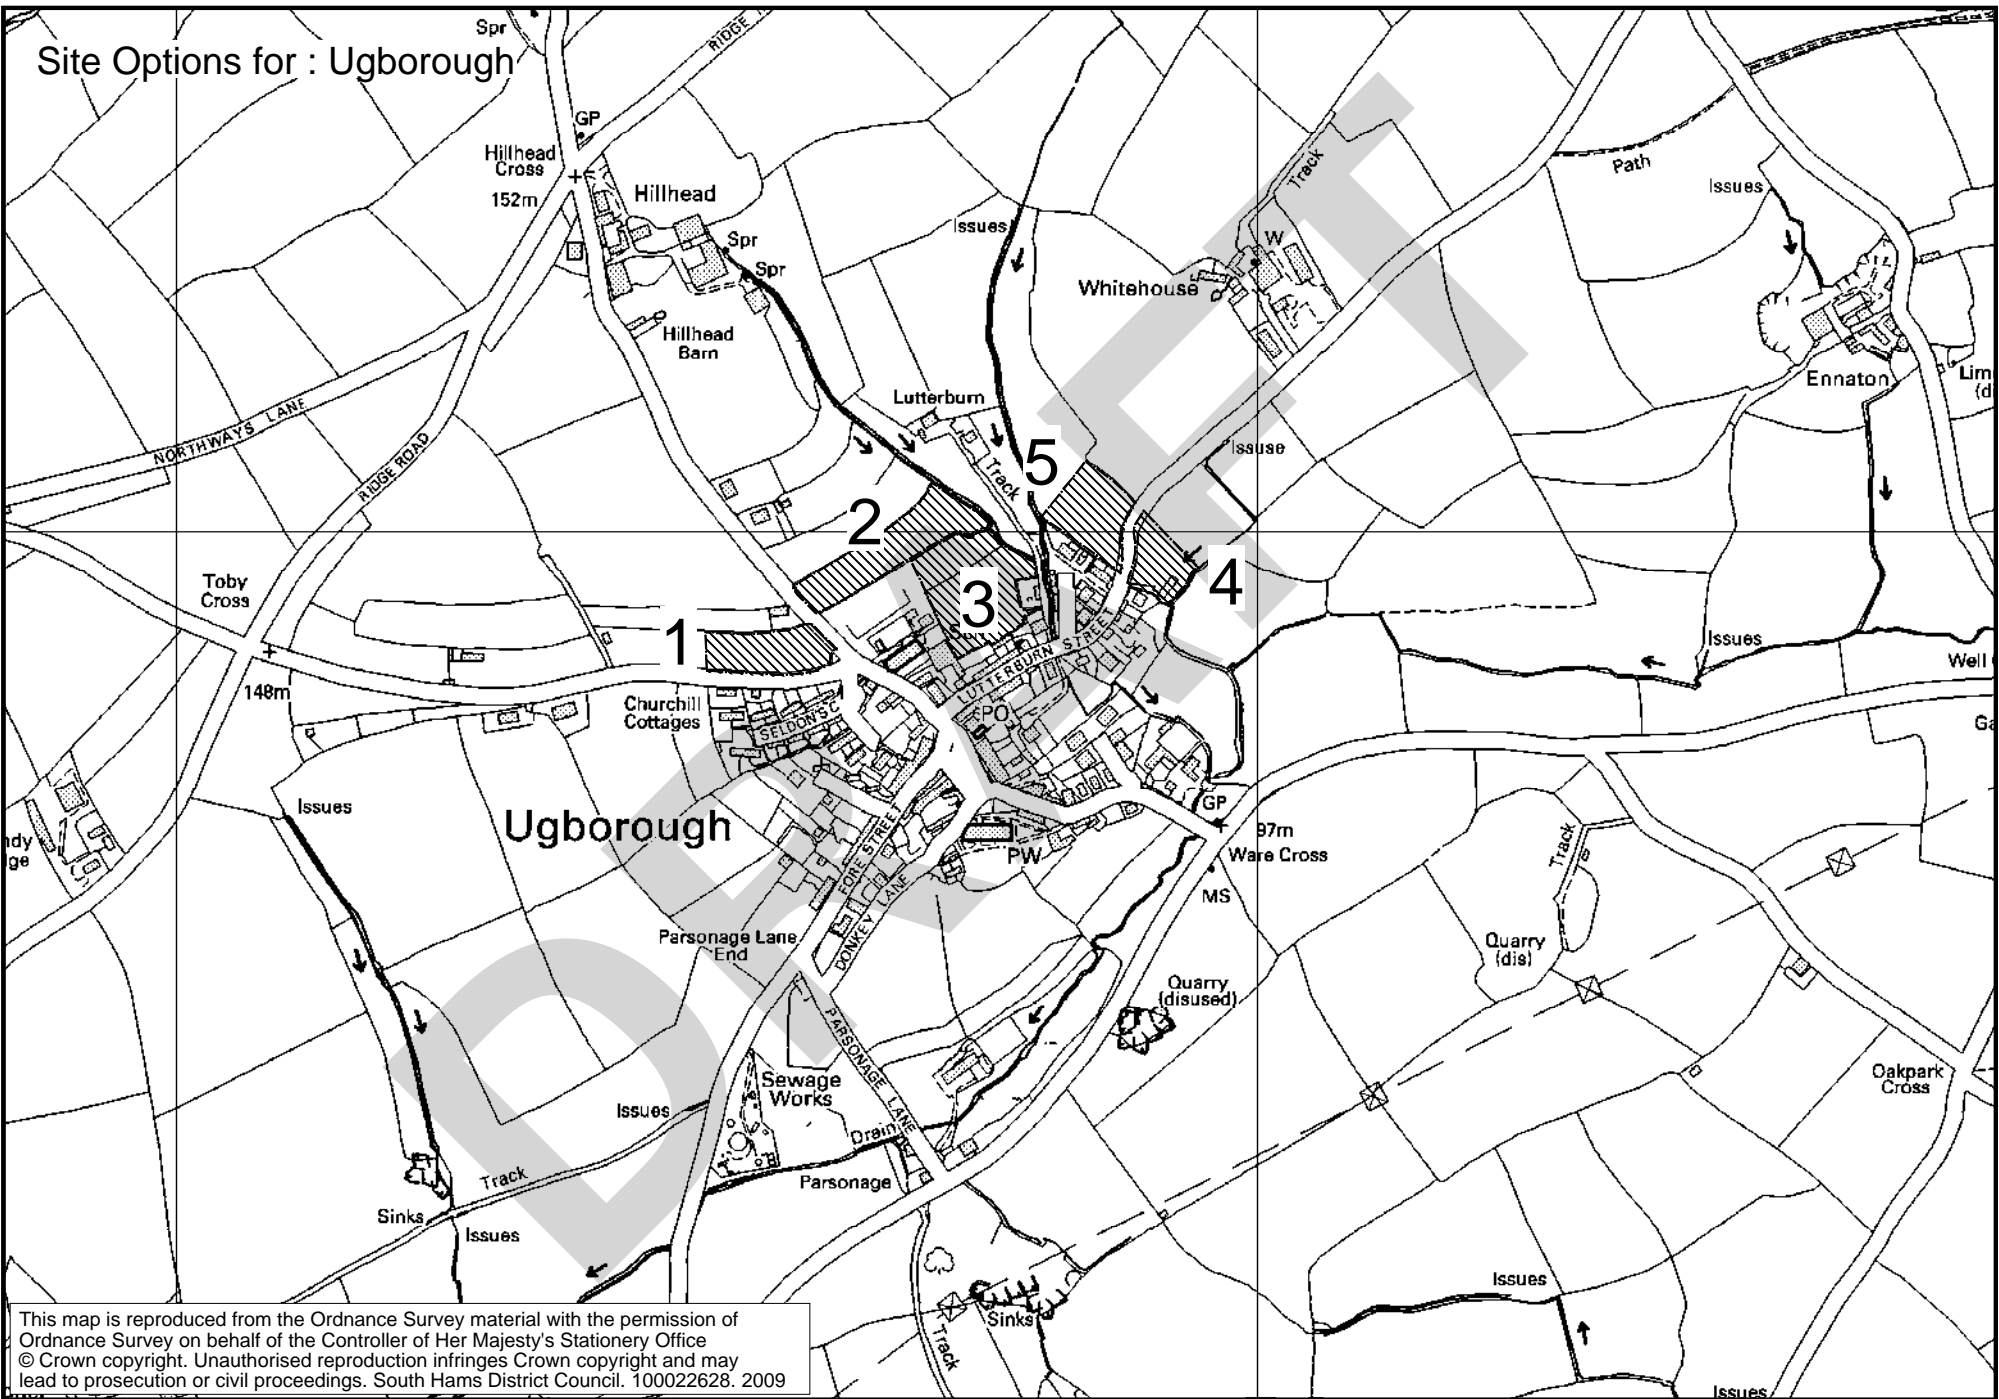 Site Options for : Ugborough
Spr
RIDGE
GP
Hillhead
Cross
152m
Hillhead
Spr
Spr
Hillhead
Barn
Issues
Track
W
Whitehouse
Path
Issues
Ennaton
Lutterburn
Track
NORTHWAYS LANE
RIDGE ROAD
5
Issuse
2
3
4
1
Toby
Cross
148m
Churchill
Cottages
SELDON'S C
LUTTERBURN STREET
PO
Issues
Well
Issues
Ugborough
FORE STREET
DONKEY LANE
PW
GP
97m
Ware Cross
MS
Track
Quarry
(dis)
Parsonage Lane
End
Quarry
(disused)
PARSONAGE LANE
Sewage
Works
Issues
Drain
Oakpark
Cross
Track
Parsonage
Sinks
Issues
Issues
Sinks
Track
Issues
DRAFT
This map is reproduced from the Ordnance Survey material with the permission of
Ordnance Survey on behalf of the Controller of Her Majesty's Stationery Office
© Crown copyright. Unauthorised reproduction infringes Crown copyright and may
lead to prosecution or civil proceedings. South Hams District Council. 100022628. 2009